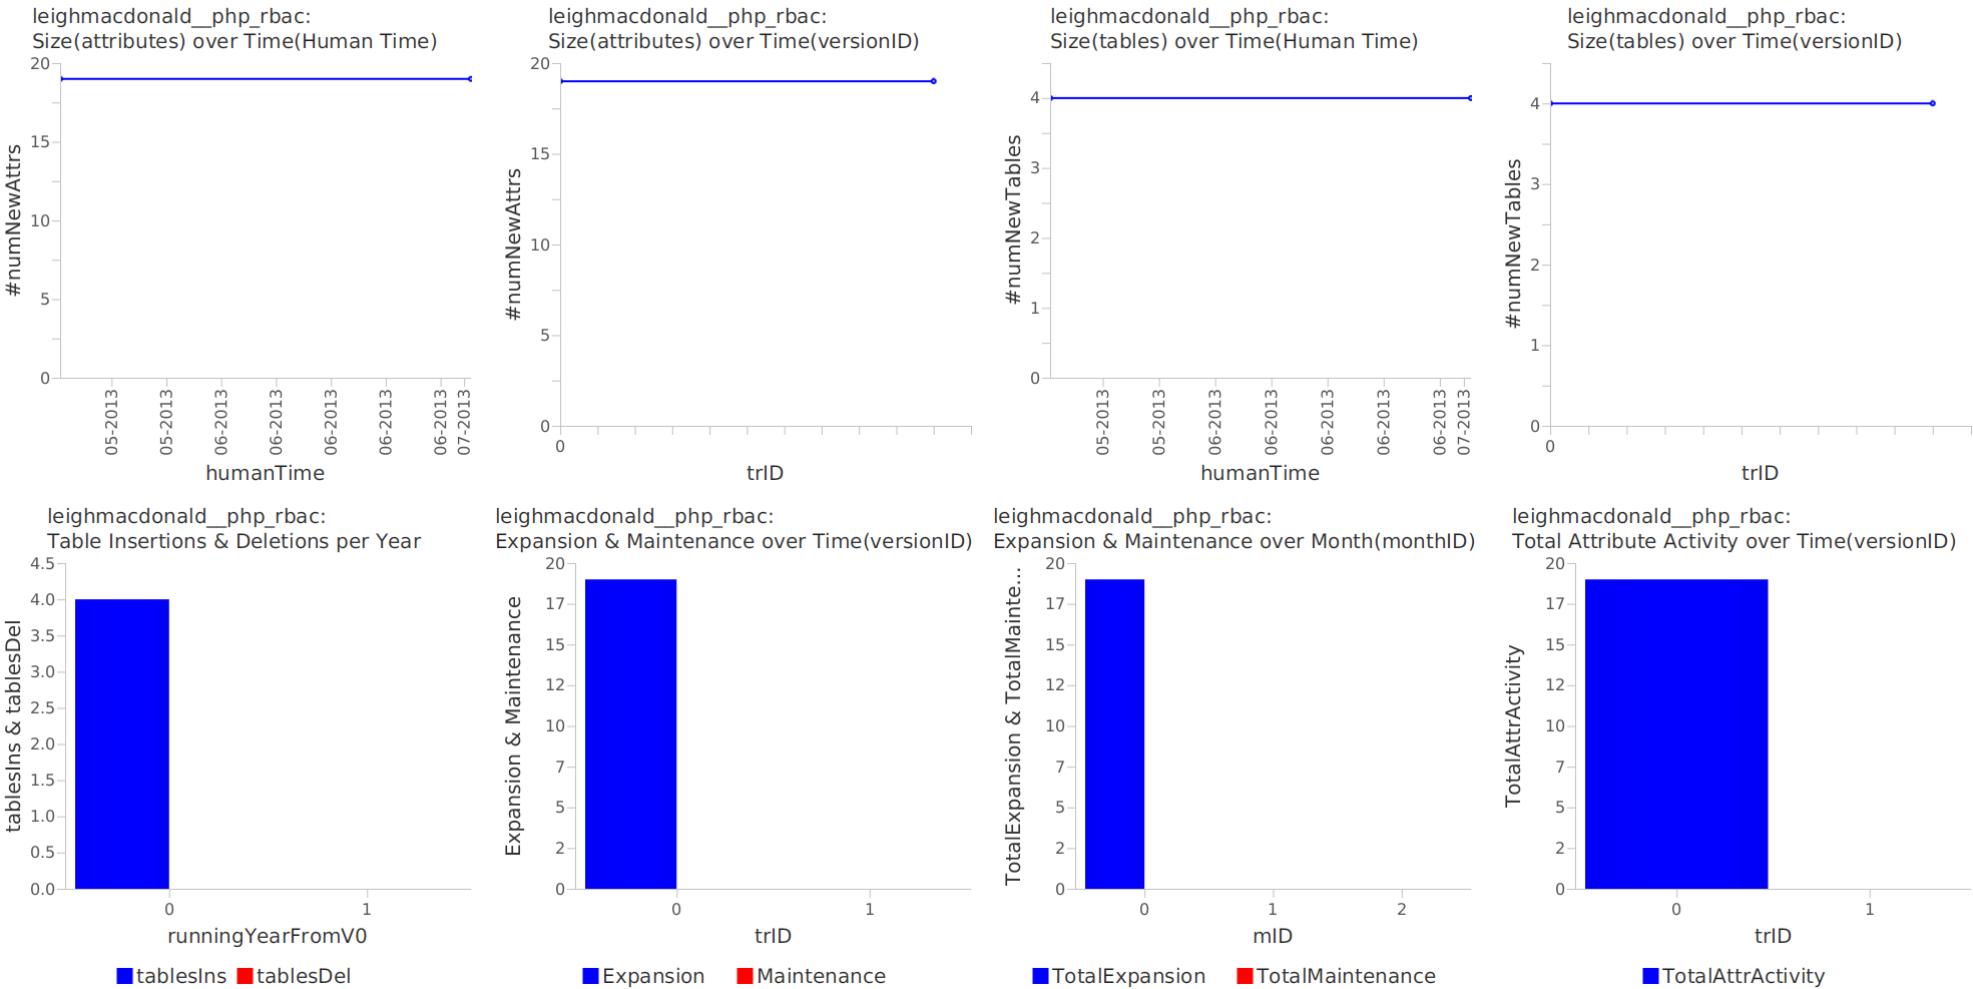 leighmacdonald__php_rbac:
Size(attributes) over Time(Human Time)
20
15
10
5
0
#numNewAttrs
05-2013
05-2013
06-2013
06-2013
06-2013
06-2013
06-2013
07-2013
humanTime
leighmacdonald__php_rbac:
Size(attributes) over Time(versionID)
20
15
10
5
0
#numNewAttrs
0
trID
leighmacdonald__php_rbac:
Size(tables) over Time(Human Time)
4
3
2
1
0
#numNewTables
05-2013
05-2013
06-2013
06-2013
06-2013
06-2013
06-2013
07-2013
humanTime
leighmacdonald__php_rbac:
Size(tables) over Time(versionID)
4
3
2
1
0
#numNewTables
0
trID
leighmacdonald__php_rbac:
Table Insertions & Deletions per Year
4.5
4.0
3.5
3.0
2.5
2.0
1.5
1.0
0.5
0.0
tablesIns & tablesDel
0 1
runningYearFromV0
tablesIns tablesDel
leighmacdonald__php_rbac:
Expansion & Maintenance over Time(versionID)
20
17
15
12
10
7
5
2
0
Expansion & Maintenance
0 1
trID
Expansion Maintenance
leighmacdonald__php_rbac:
Expansion & Maintenance over Month(monthID)
20
17
15
12
10
7
5
2
0
TotalExpansion & TotalMainte...
0 1 2
mID
TotalExpansion TotalMaintenance
leighmacdonald__php_rbac:
Total Attribute Activity over Time(versionID)
20
17
15
12
10
7
5
2
0
TotalAttrActivity
0 1
trID
TotalAttrActivity